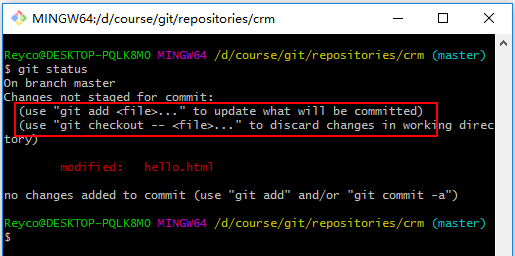 MINGW64:/d/course/git/repositories/crm
Reyco@DESKTOP-PQLK8MO MINGW64 /d/course/git/repositories/crm (master)
$ git status
On branch master
Changes not staged for commit:
  (use "git add <file>..." to update what will be committed)
  (use "git checkout -- <file>..." to discard changes in working direc
tory)
        modified:   hello.html
no changes added to commit (use "git add" and/or "git commit -a")
Reyco@DESKTOP-PQLK8MO MINGW64 /d/course/git/repositories/crm (master)
$